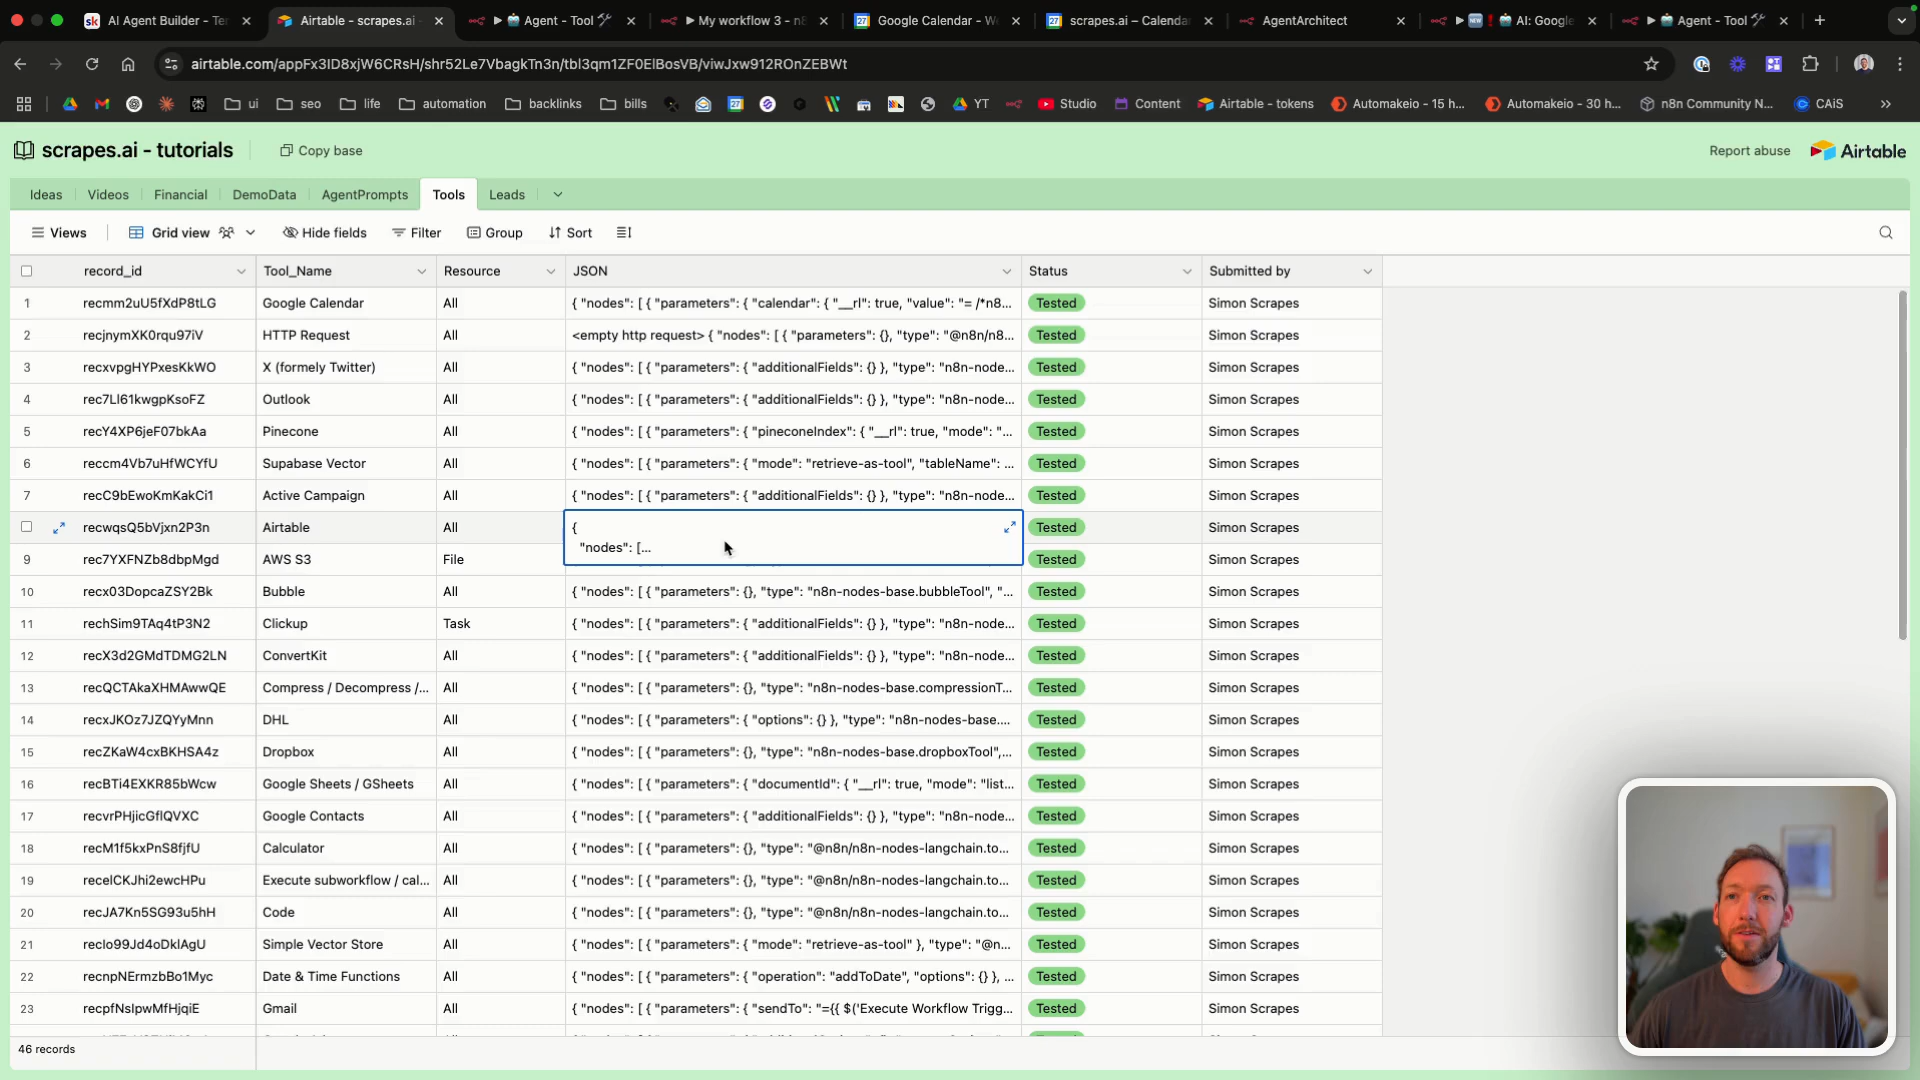 AI Agent Builder - Ter
Airtable - scrapes.ai -
Agent - Tool
My workflow 3 - n8
Google Calendar - We
scrapes.ai – Calenda
AgentArchitect
AI: Google
Agent - Tool
airtable.com/appFx3ID8xjW6CRsH/shr52Le7VbagkTn3n/tbl3qm1ZF0ElBosVB/viwJxw912ROnZEBWt
ui
seo
life
automation
backlinks
bills
YT
Studio
Content
Airtable - tokens
Automakeio - 15 h...
Automakeio - 30 h...
n8n Community N...
CAiS
scrapes.ai - tutorials
Copy base
Report abuse
Airtable
Ideas
Videos
Financial
DemoData
AgentPrompts
Tools
Leads
Views
Grid view
Hide fields
Filter
Group
Sort
record_id Tool_Name Resource JSON Status Submitted by
1 recmm2uU5fXdP8tLG Google Calendar All { "nodes": [ { "parameters": { "calendar": { "__rl": true, "value": "= /*n8... Tested Simon Scrapes
2 recjnymXK0rqu97iV HTTP Request All <empty http request> { "nodes": [ { "parameters": {}, "type": "@n8n/n8... Tested Simon Scrapes
3 recxvpgHYPxesKkWO X (formely Twitter) All { "nodes": [ { "parameters": { "additionalFields": {} }, "type": "n8n-node... Tested Simon Scrapes
4 rec7Ll61kwgpKsoFZ Outlook All { "nodes": [ { "parameters": { "additionalFields": {} }, "type": "n8n-node... Tested Simon Scrapes
5 recY4XP6jeF07bkAa Pinecone All { "nodes": [ { "parameters": { "pineconeIndex": { "__rl": true, "mode": "... Tested Simon Scrapes
6 reccm4Vb7uHfWCYfU Supabase Vector All { "nodes": [ { "parameters": { "mode": "retrieve-as-tool", "tableName": ... Tested Simon Scrapes
7 recC9bEwoKmKakCi1 Active Campaign All { "nodes": [ { "parameters": { "additionalFields": {} }, "type": "n8n-node... Tested Simon Scrapes
recwqsQ5bVjxn2P3n Airtable All { Tested Simon Scrapes
"nodes": [...
9 rec7YXFNZb8dbpMgd AWS S3 File Tested Simon Scrapes
10 recx03DopcaZSY2Bk Bubble All { "nodes": [ { "parameters": {}, "type": "n8n-nodes-base.bubbleTool", "... Tested Simon Scrapes
11 rechSim9TAq4tP3N2 Clickup Task { "nodes": [ { "parameters": { "additionalFields": {} }, "type": "n8n-node... Tested Simon Scrapes
12 recX3d2GMdTDMG2LN ConvertKit All { "nodes": [ { "parameters": { "additionalFields": {} }, "type": "n8n-node... Tested Simon Scrapes
13 recQCTAkaXHMAwwQE Compress / Decompress /... All { "nodes": [ { "parameters": {}, "type": "n8n-nodes-base.compressionT... Tested Simon Scrapes
14 recxJKOz7JZQYyMnn DHL All { "nodes": [ { "parameters": { "options": {} }, "type": "n8n-nodes-base.... Tested Simon Scrapes
15 recZKaW4cxBKHSA4z Dropbox All { "nodes": [ { "parameters": {}, "type": "n8n-nodes-base.dropboxTool",... Tested Simon Scrapes
16 recBTi4EXKR85bWcw Google Sheets / GSheets All { "nodes": [ { "parameters": { "documentId": { "__rl": true, "mode": "list... Tested Simon Scrapes
17 recvrPHjicGflQVXC Google Contacts All { "nodes": [ { "parameters": { "additionalFields": {} }, "type": "n8n-node... Tested Simon Scrapes
18 recM1f5kxPnS8fjfU Calculator All { "nodes": [ { "parameters": {}, "type": "@n8n/n8n-nodes-langchain.to... Tested Simon Scrapes
19 recelCKJhi2ewcHPu Execute subworkflow / cal... All { "nodes": [ { "parameters": {}, "type": "@n8n/n8n-nodes-langchain.to... Tested Simon Scrapes
20 recJA7Kn5SG93u5hH Code All { "nodes": [ { "parameters": {}, "type": "@n8n/n8n-nodes-langchain.to... Tested Simon Scrapes
21 reclo99Jd4oDklAgU Simple Vector Store All { "nodes": [ { "parameters": { "mode": "retrieve-as-tool" }, "type": "@n... Tested Simon Scrapes
22 recnpNErmzbBo1Myc Date & Time Functions All { "nodes": [ { "parameters": { "operation": "addToDate", "options": {} }, ... Tested Simon Scrapes
23 recpfNsIpwMfHjqiE Gmail All { "nodes": [ { "parameters": { "sendTo": "={{ $('Execute Workflow Trigg... Tested Simon Scrapes
46 records